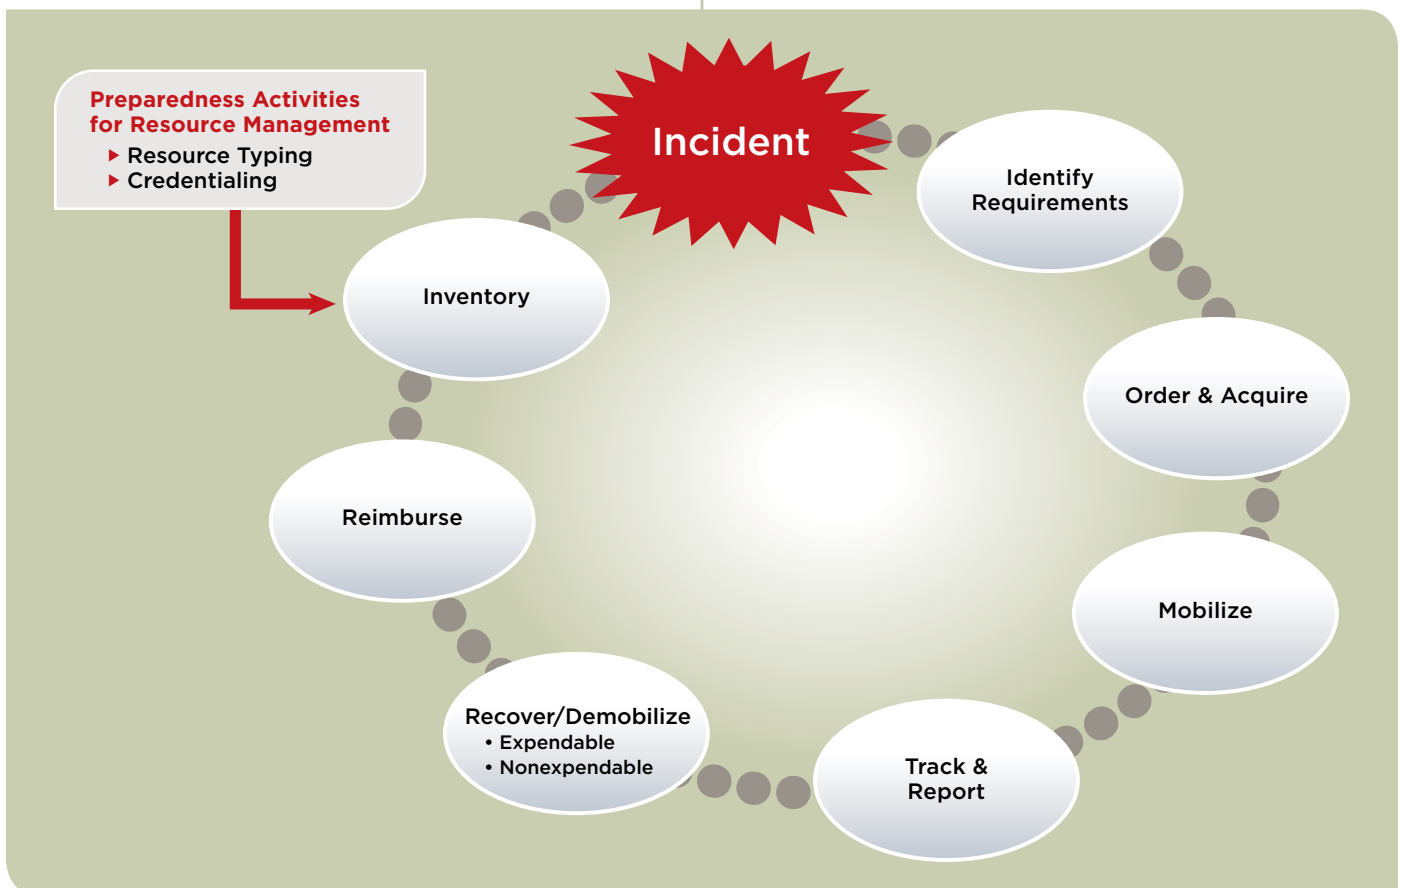 Preparedness Activities
for Resource Management
Resource Typing
Credentialing
Incident
Identify
Requirements
Order & Acquire
Mobilize
Track &
Report
Recover/Demobilize
• Expendable
• Nonexpendable
Reimburse
Inventory